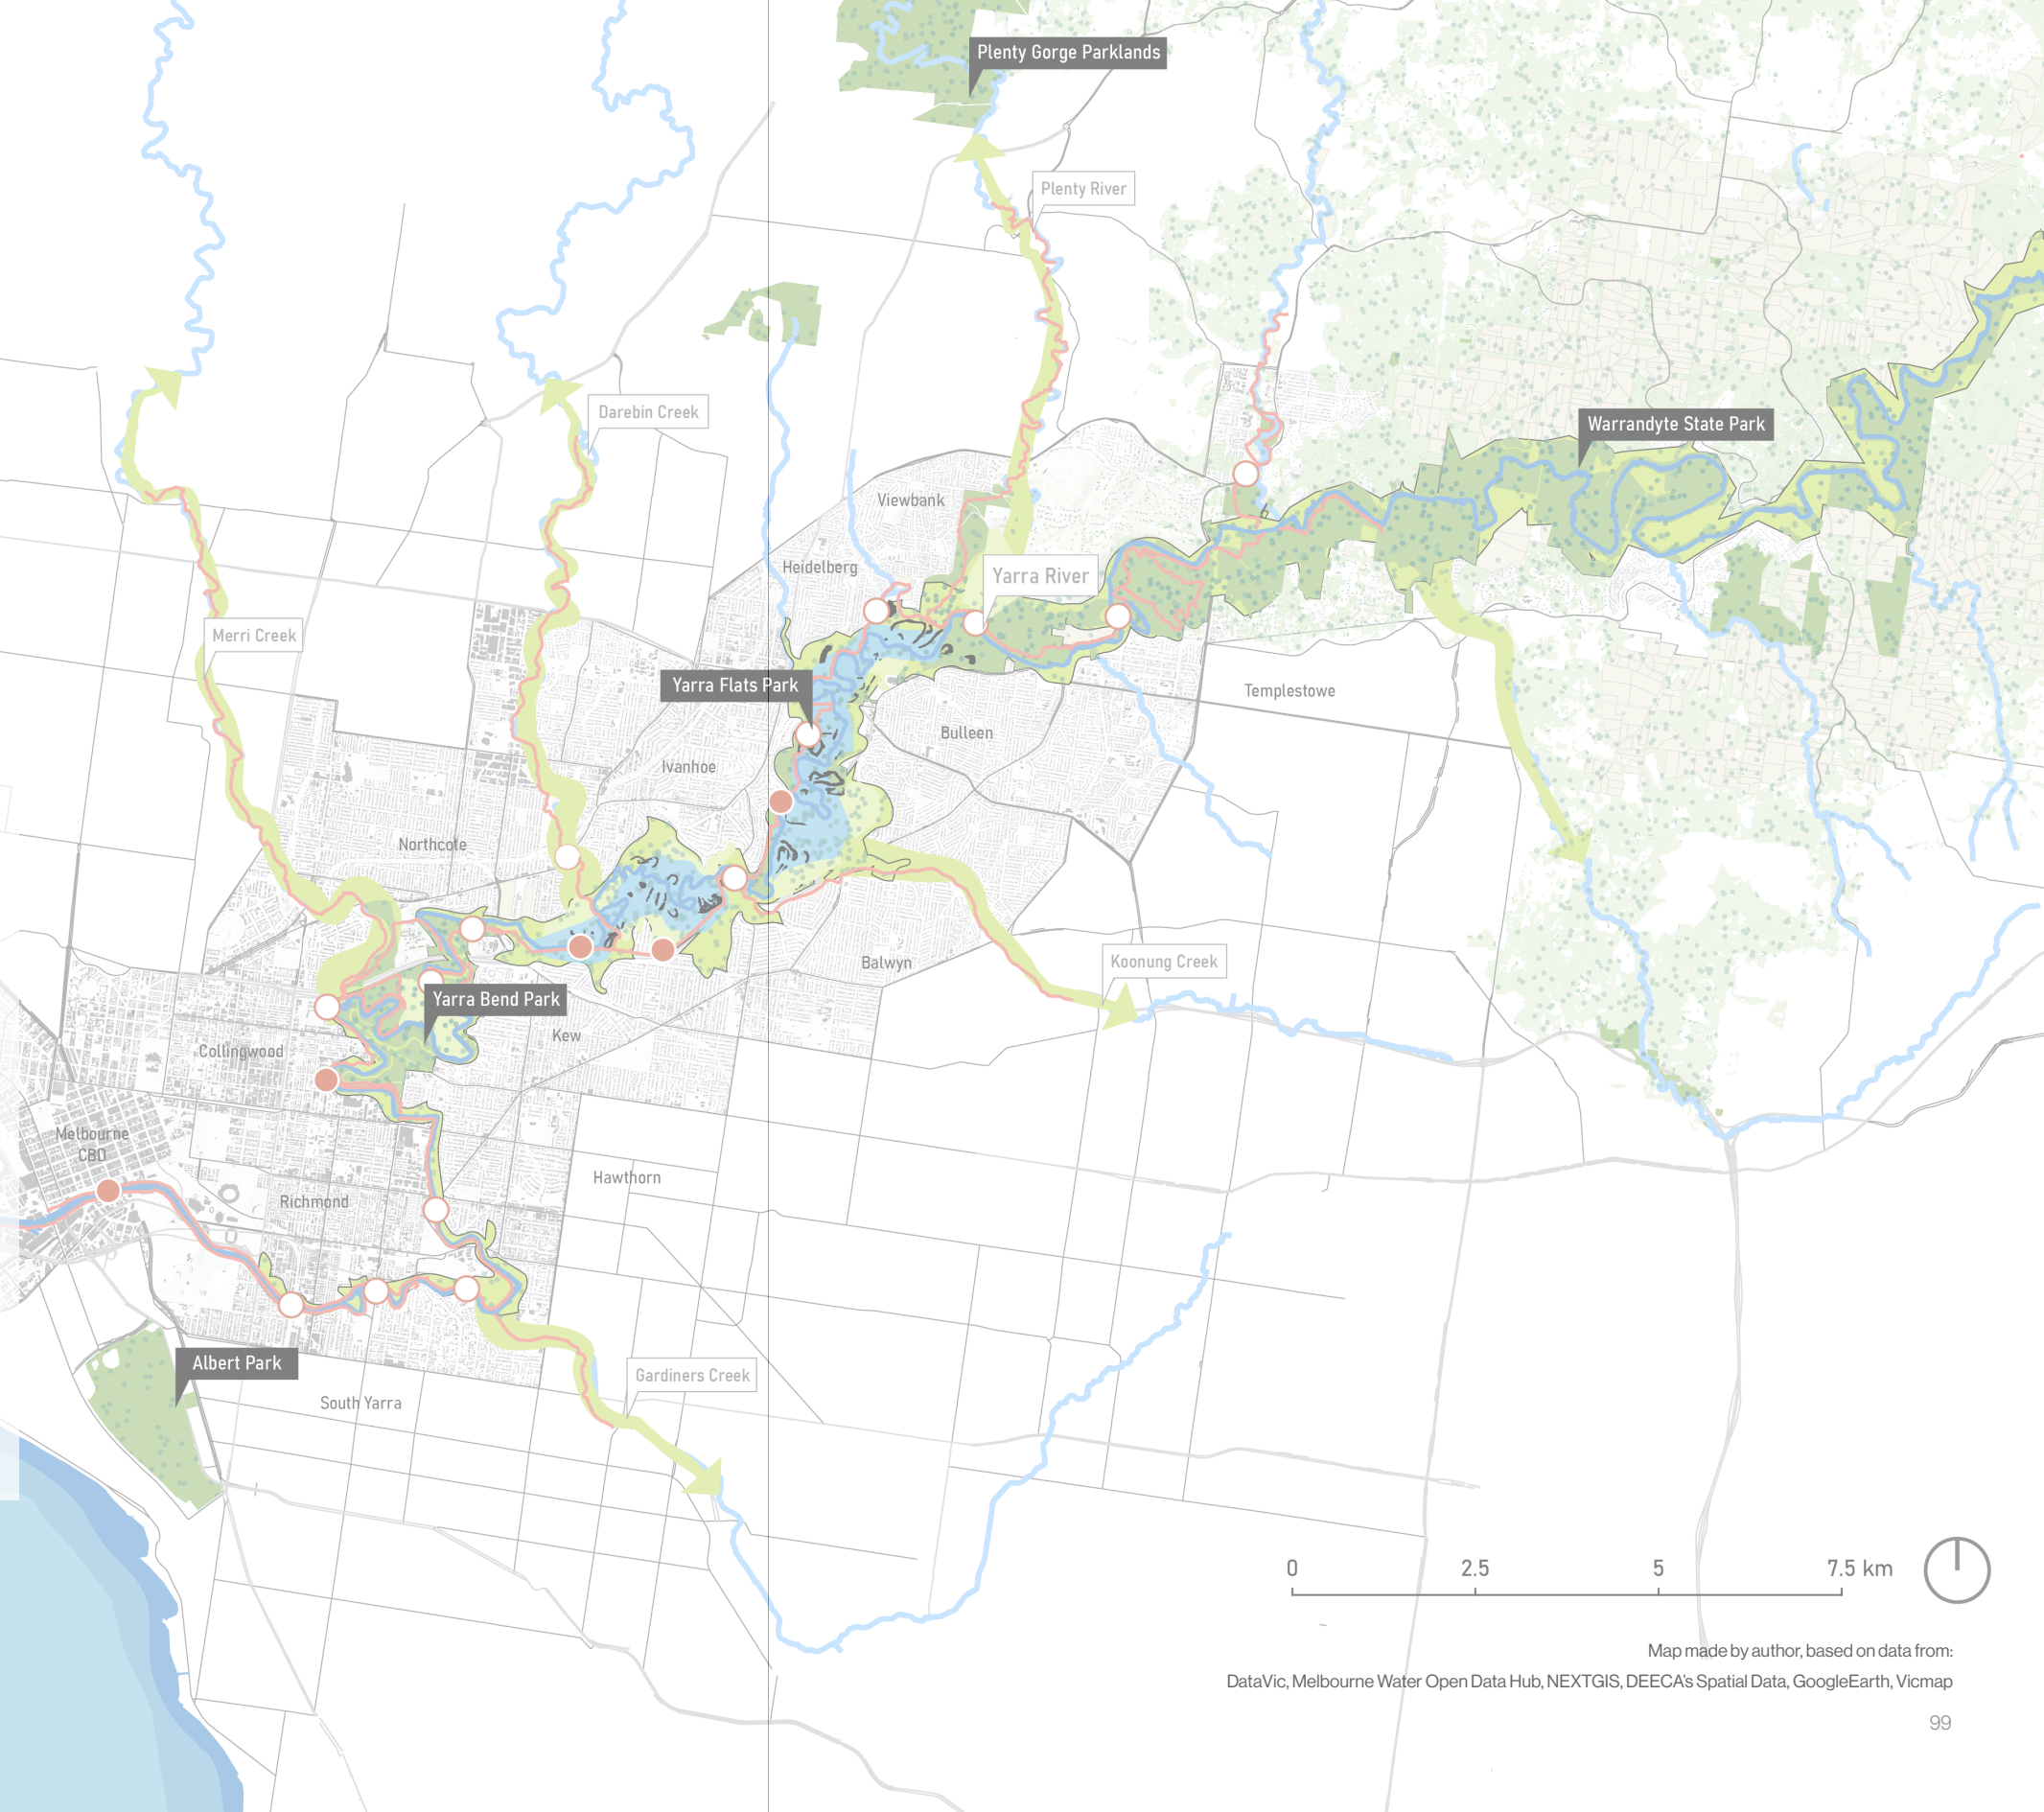 Plenty Gorge Parklands
Plenty River
Darebin Creek
Warrandyte State Park
Viewbank
Heidelberg
Yarra River
Merri Creek
Yarra Flats Park
Templestowe
Bulleen
Ivanhoe
Northcote
Balwyn
Koonung Creek
Yarra Bend Park
Kew
Collingwood
Melbourne
CBD
Hawthorn
Richmond
Albert Park
Gardiners Creek
South Yarra
0 2.5 5 7.5 km
Map made by author, based on data from:
DataVic, Melbourne Water Open Data Hub, NEXTGIS, DEECA's Spatial Data, GoogleEarth, Vicmap
99